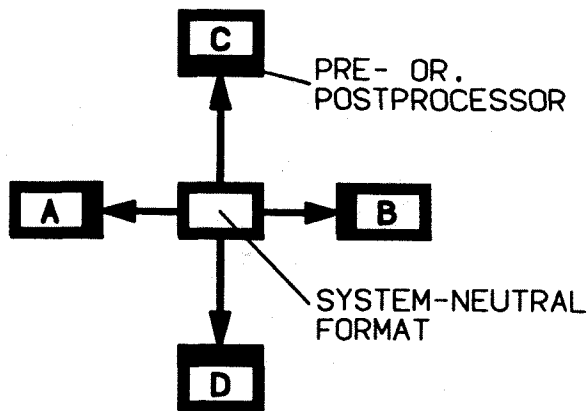 C
PRE- OR.
POSTPROCESSOR
A
B
SYSTEM-NEUTRAL
FORMAT
D